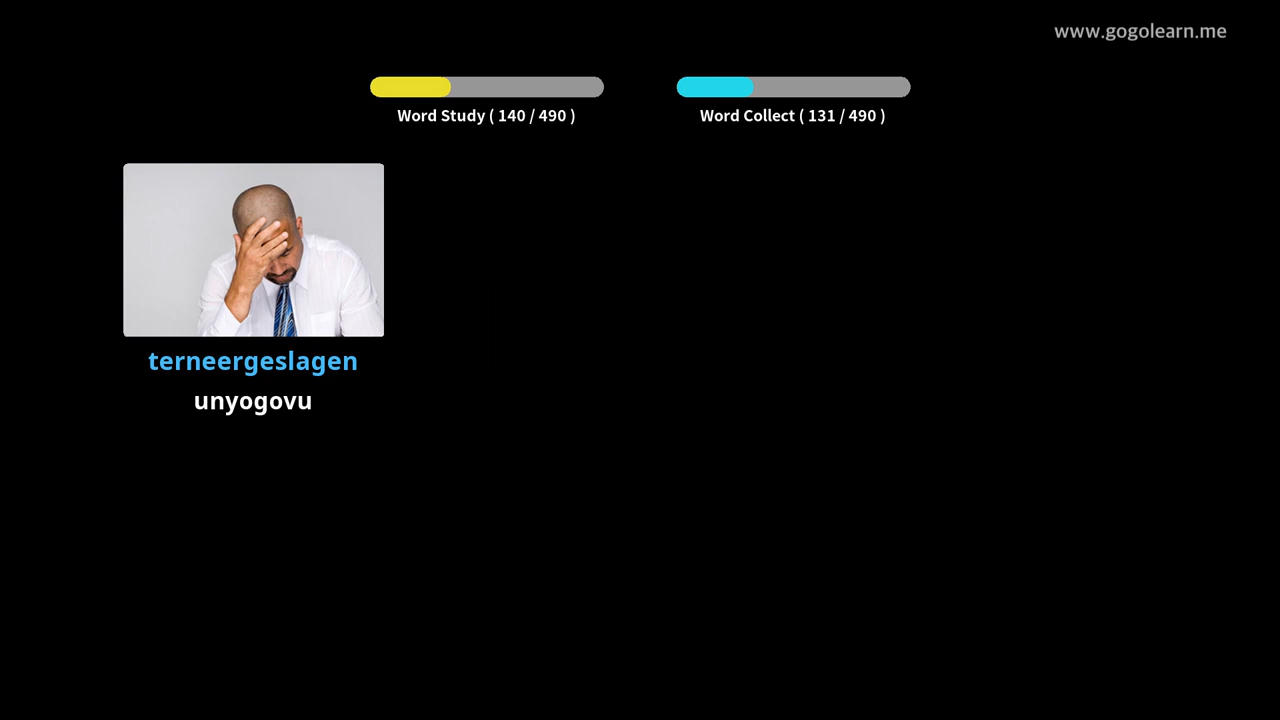 www.gogolearn.me
Word Study ( 140 / 490 )
Word Collect ( 131 / 490 )
terneergeslagen
unyogovu